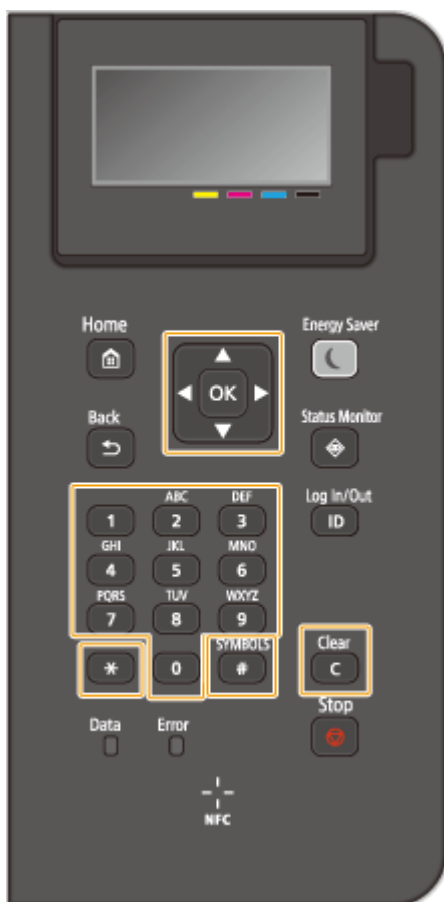 Home
Energy Saver
OK
Back
Status Monitor
ABC DEF Log In/Out
1 2 3 ID
GHI JKL MNO
4 5 6
PQRS TUV WXYZ
7 8 9
SYMBOLS Clear
* 0 # C
Data Error Stop
NFC